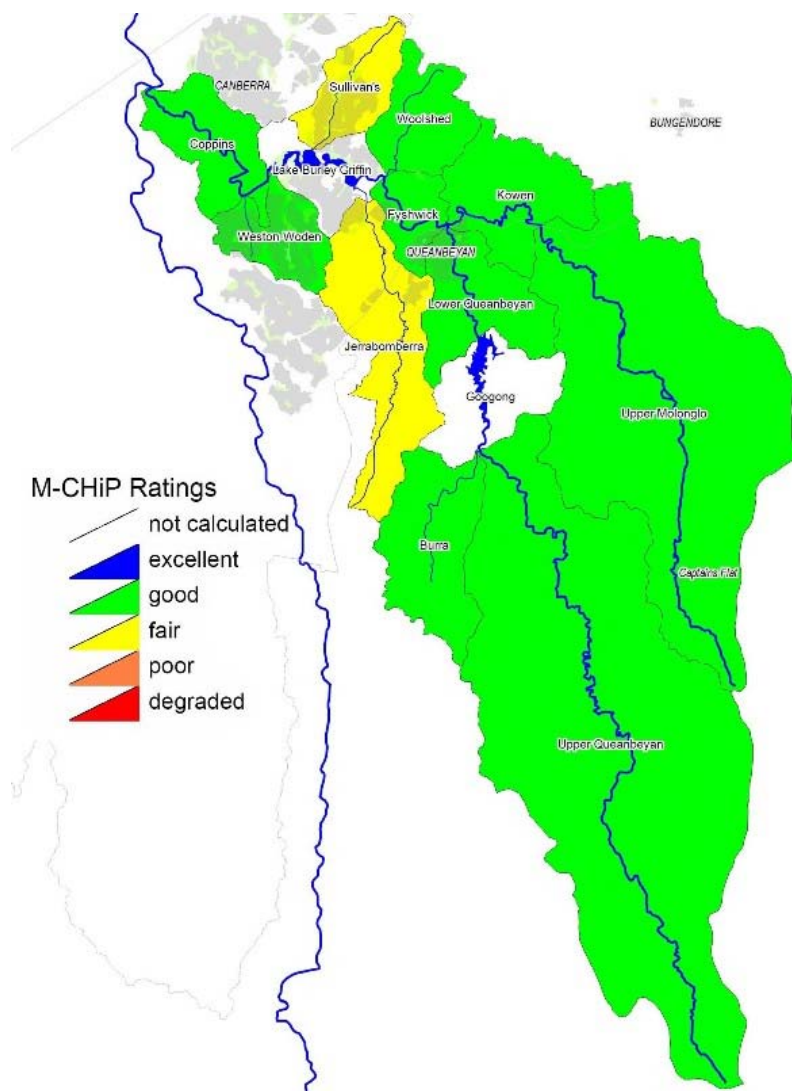 Sullivan's
CANBERRA
Woolshed
BUNGENDORE
Coppins
Lake Burley Griffin
Kowen
Fyshwick
Weston Woden
QUEANBEYAN
Lower Queanbeyan
Jerrabomberra
Googong
Upper Molonglo
M-CHiP Ratings
not calculated
excellent
good
fair
poor
degraded
Burra
Captains Flat
Upper Queanbeyan